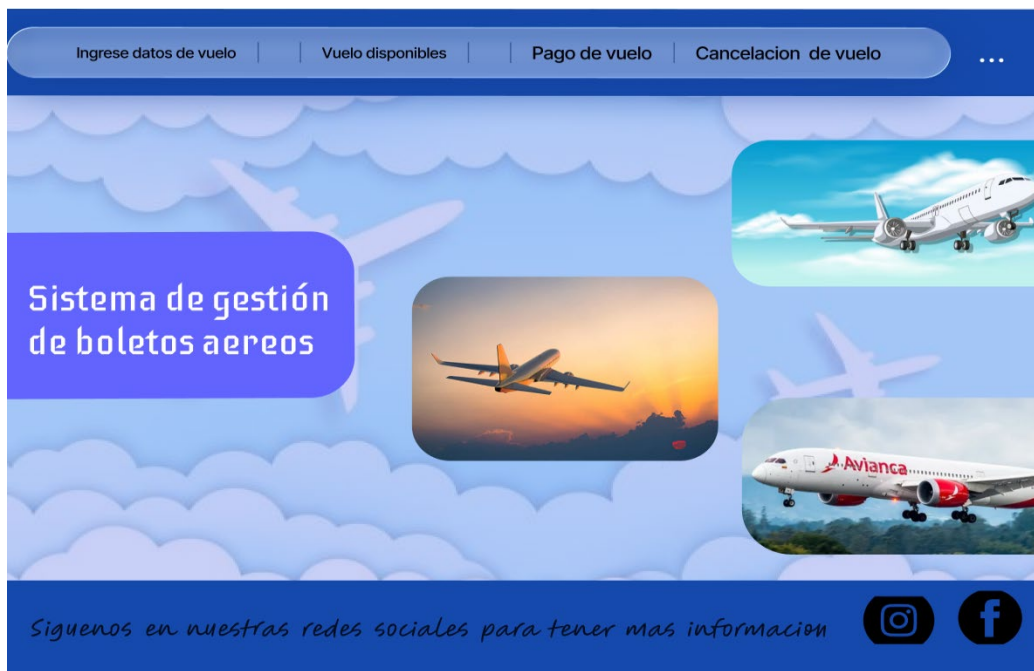 Ingrese datos de vuelo
Vuelo disponibles
Pago de vuelo
Cancelacion de vuelo
...
Sistema de gestión
de boletos aereos
Avianca
Siguenos en nuestras redes sociales para tener mas informacion